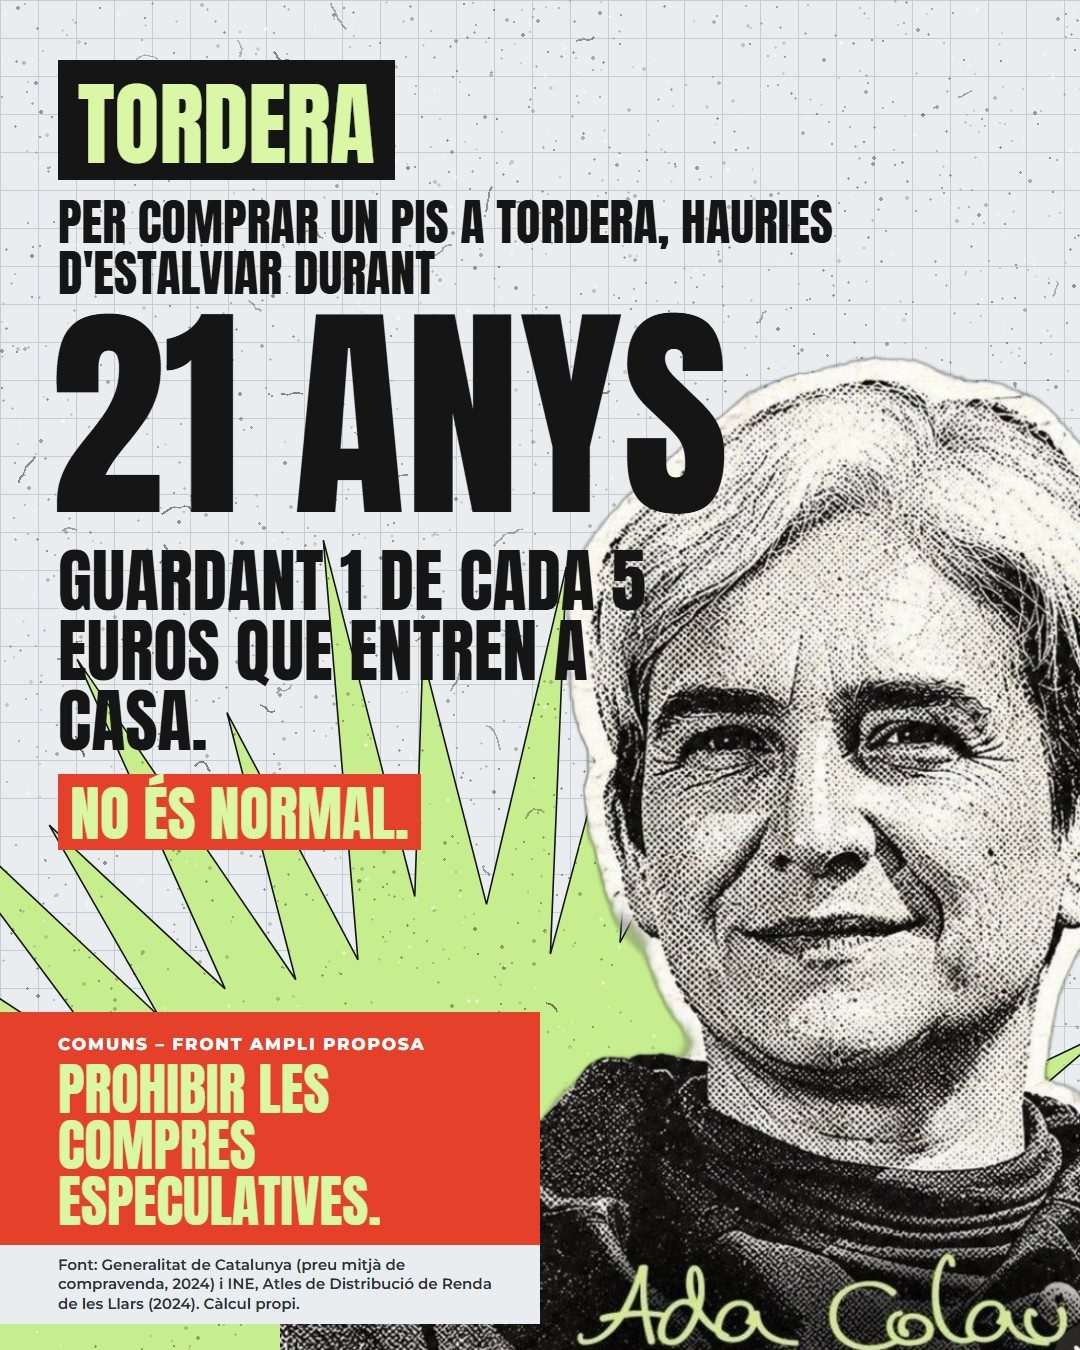 TORDERA
PER COMPRAR UN PIS A TORDERA, HAURIES
D'ESTALVIAR DURANT
21 ANYS
GUARDANT 1 DE CADA 5
EUROS QUE ENTREN A
CASA.
NO ÉS NORMAL.
COMUNS – FRONT AMPLI PROPOSA
PROHIBIR LES
COMPRES
ESPECULATIVES.
Font: Generalitat de Catalunya (preu mitjà de
compravenda, 2024) i INE, Atles de Distribució de Renda
de les Llars (2024). Càlcul propi.
Ada Colau